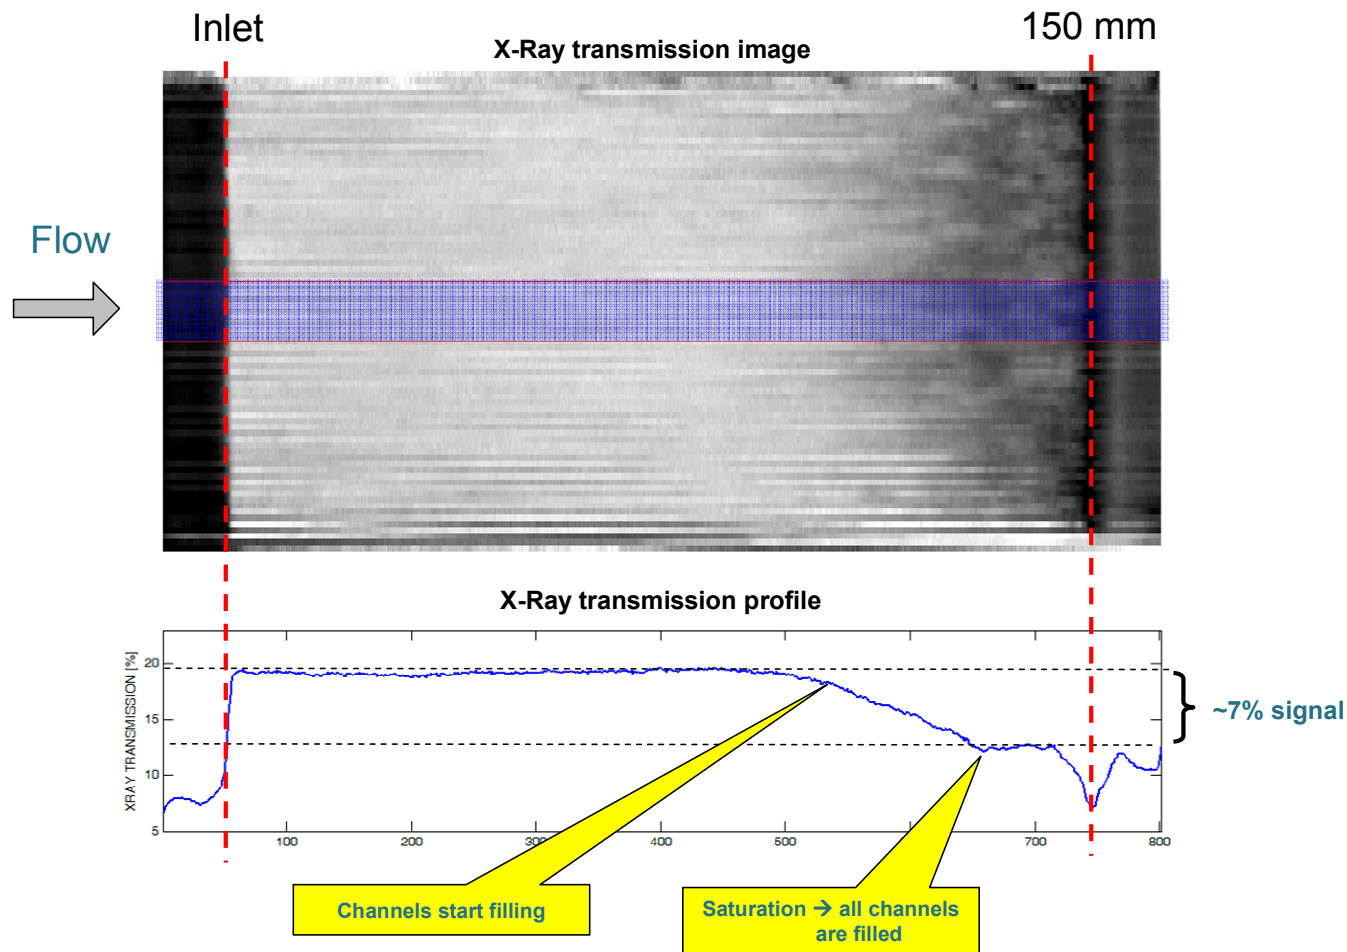 Inlet
150 mm
X-Ray transmission image
Flow
X-Ray transmission profile
XRAY TRANSMISSION [%]
20
15
10
5
100
200
300
400
500
700
800
~7% signal
Channels start filling
Saturation → all channels
are filled